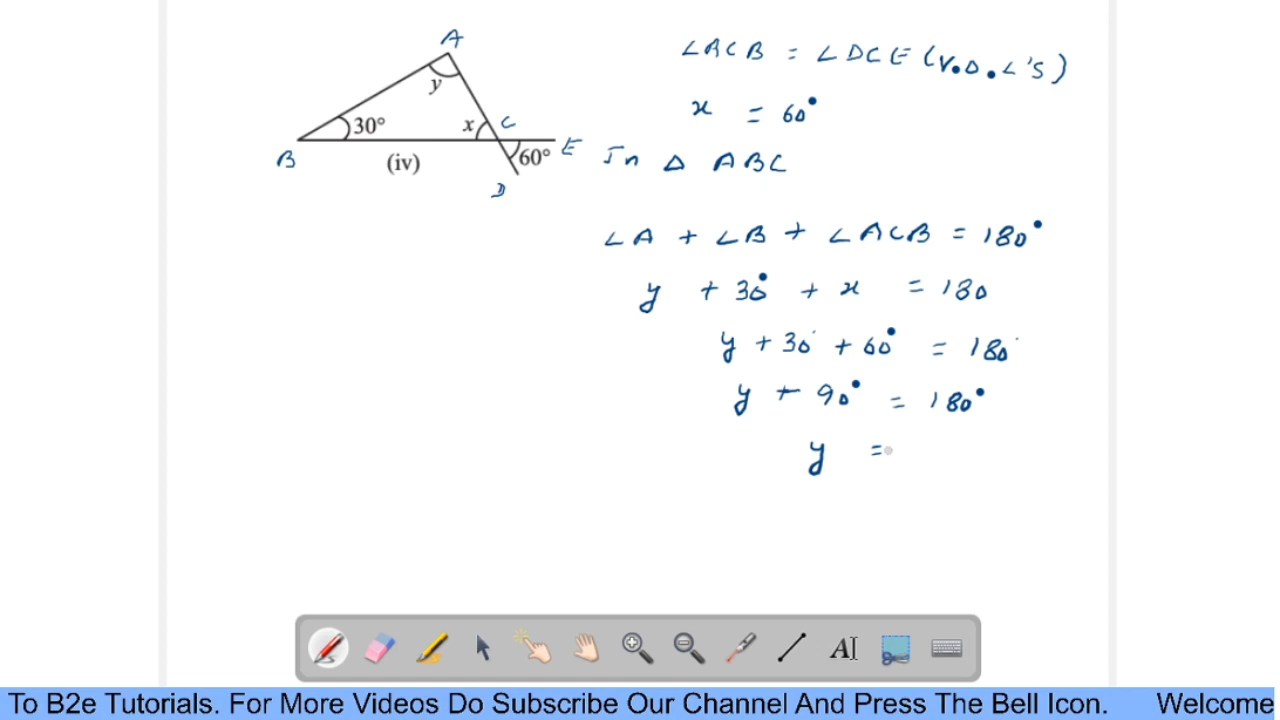 A
y
30°
x
C
B
(iv)
60°
E
D
∠ACB = ∠DCE (V.O.∠'S)
x = 60°
In △ ABC
∠A + ∠B + ∠ACB = 180°
y + 30° + x = 180
y + 30° + 60° = 180°
y + 90° = 180°
y =
AI
To B2e Tutorials. For More Videos Do Subscribe Our Channel And Press The Bell Icon. Welcome